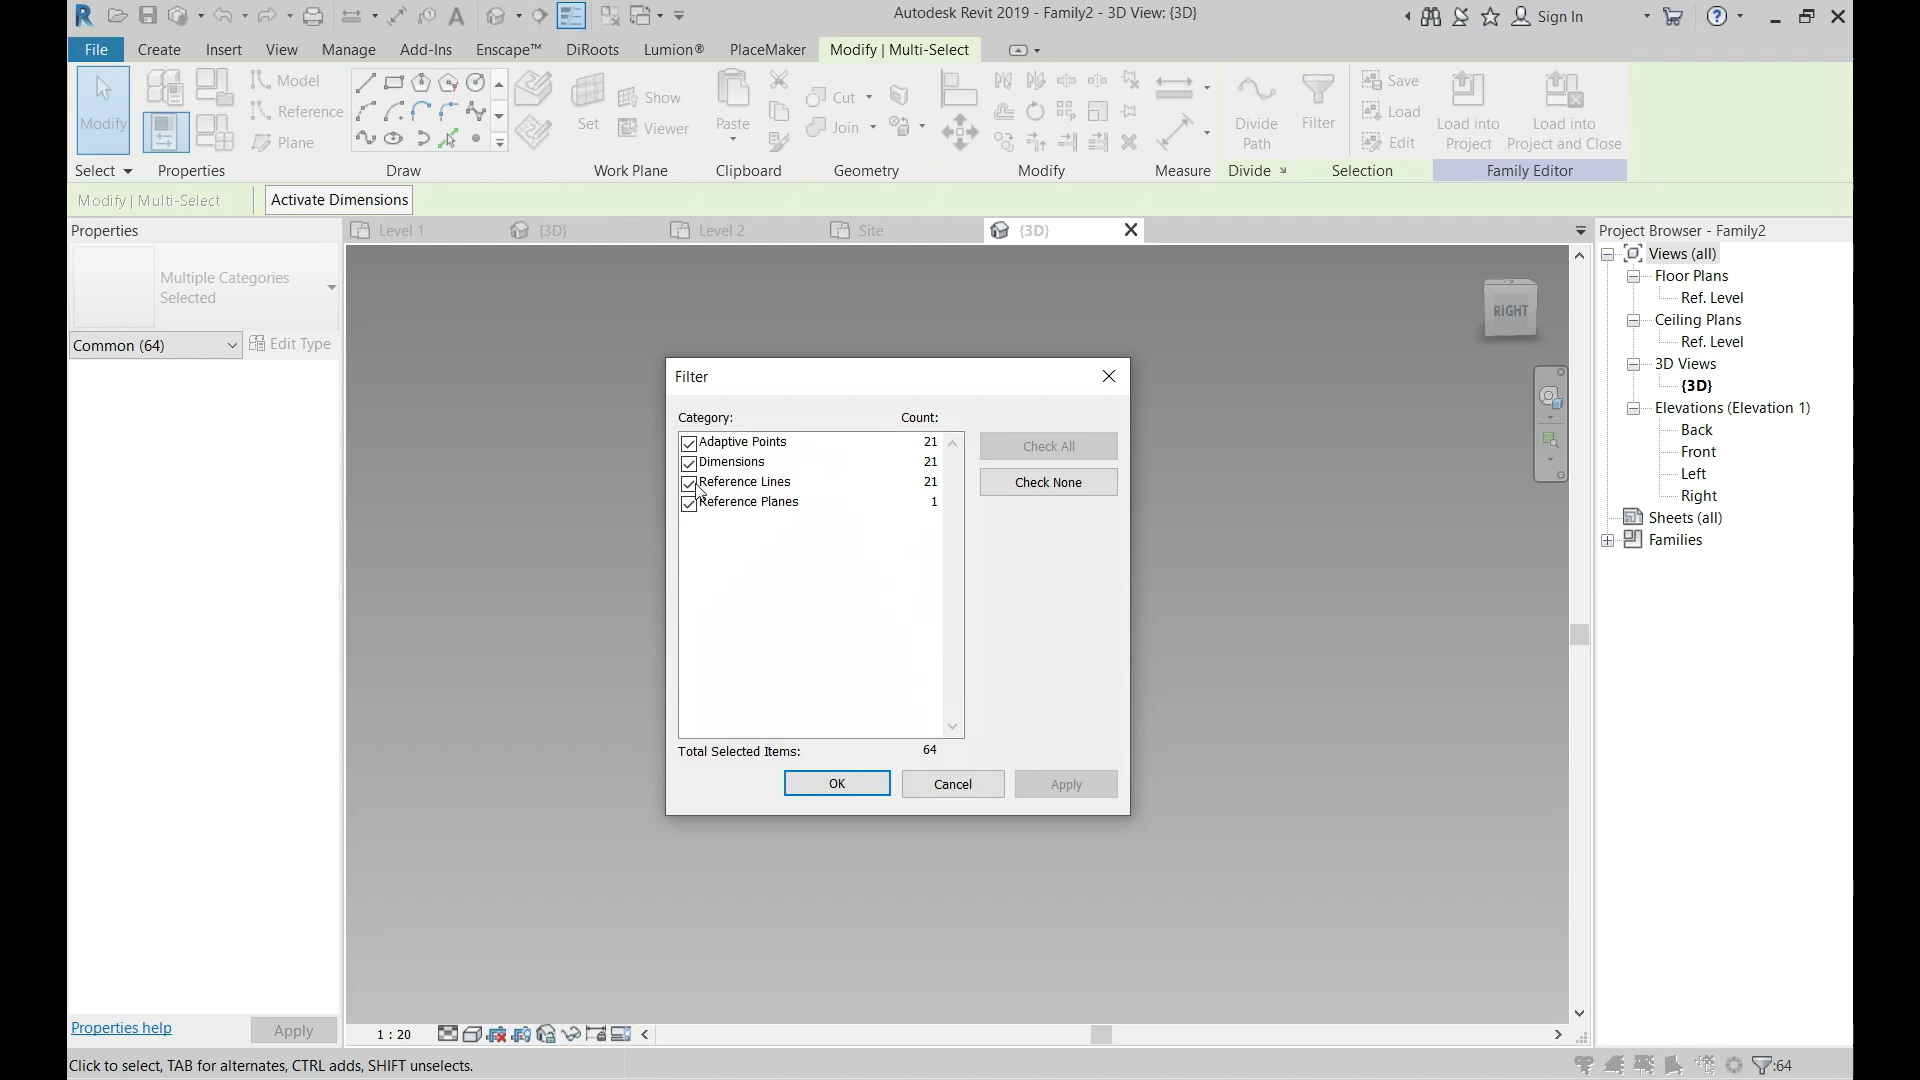 Autodesk Revit 2019 - Family2 - 3D View: {3D}
Sign In
File Create Insert View Manage Add-Ins Enscape™ DiRoots Lumion® PlaceMaker Modify | Multi-Select
Modify
Model
Reference
Plane
Set
Show
Viewer
Paste
Cut
Join
Divide
Path
Filter
Save
Load
Edit
Load into
Project
Load into
Project and Close
Select Properties Draw Work Plane Clipboard Geometry Modify Measure Divide Selection Family Editor
Modify | Multi-Select
Activate Dimensions
Properties
Multiple Categories
Selected
Common (64)
Edit Type
Level 1 {3D} Level 2 Site {3D}
RIGHT
Filter
Category: Count:
Adaptive Points 21
Dimensions 21
Reference Lines 21
Reference Planes 1
Check All
Check None
Total Selected Items: 64
OK Cancel Apply
Project Browser - Family2
Views (all)
Floor Plans
Ref. Level
Ceiling Plans
Ref. Level
3D Views
{3D}
Elevations (Elevation 1)
Back
Front
Left
Right
Sheets (all)
Families
Properties help
Apply
1 : 20
Click to select, TAB for alternates, CTRL adds, SHIFT unselects.
:64